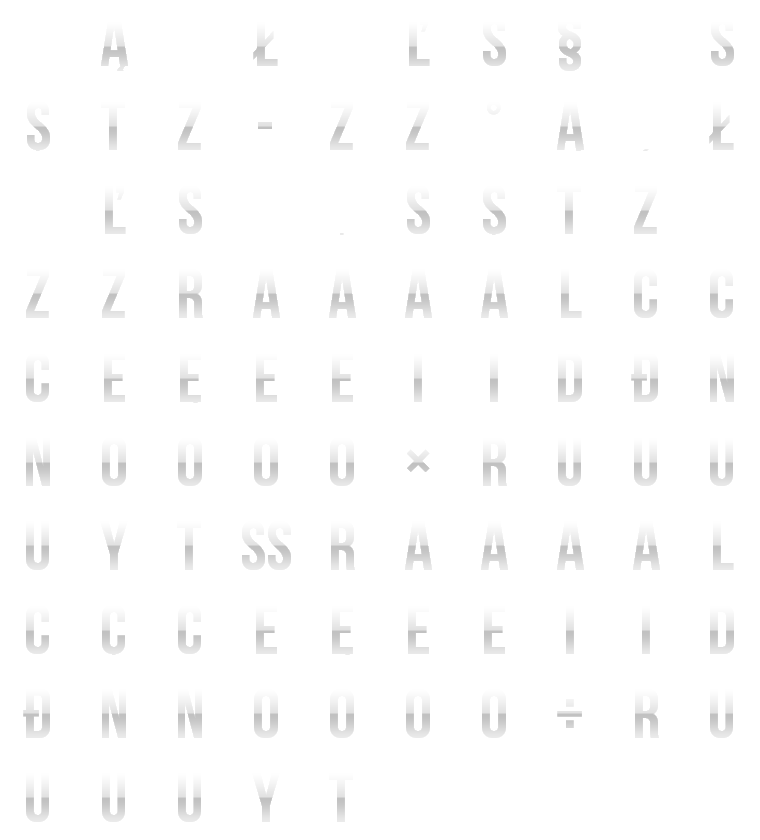 Ą Ł Ľ S § S
S T Z - Z Z ° A ˛ Ł
Ľ S ¸ S S T Z
Z Z R A A A A L C C
C E E E E I I D Đ N
N O O O O × R U U U
U Y T SS R A A A A L
C C C E E E E I I D
Đ N N O O O O ÷ R U
U U U Y T